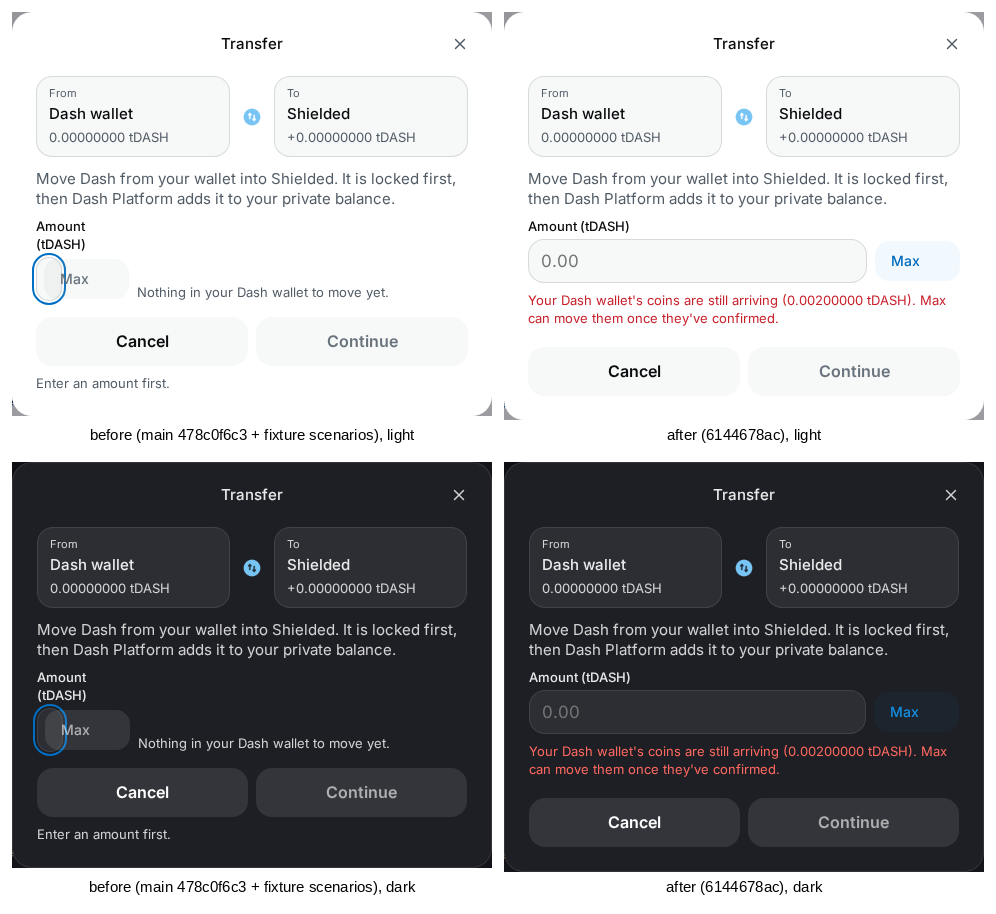 Transfer
From
Dash wallet
0.00000000 tDASH
To
Shielded
+0.00000000 tDASH
Move Dash from your wallet into Shielded. It is locked first,
then Dash Platform adds it to your private balance.
Amount
(tDASH)
Max
Nothing in your Dash wallet to move yet.
Cancel
Continue
Enter an amount first.
before (main 478c0f6c3 + fixture scenarios), light
Transfer
From
Dash wallet
0.00000000 tDASH
To
Shielded
+0.00000000 tDASH
Move Dash from your wallet into Shielded. It is locked first,
then Dash Platform adds it to your private balance.
Amount (tDASH)
0.00
Max
Your Dash wallet's coins are still arriving (0.00200000 tDASH). Max
can move them once they've confirmed.
Cancel
Continue
after (6144678ac), light
Transfer
From
Dash wallet
0.00000000 tDASH
To
Shielded
+0.00000000 tDASH
Move Dash from your wallet into Shielded. It is locked first,
then Dash Platform adds it to your private balance.
Amount
(tDASH)
Max
Nothing in your Dash wallet to move yet.
Cancel
Continue
Enter an amount first.
before (main 478c0f6c3 + fixture scenarios), dark
Transfer
From
Dash wallet
0.00000000 tDASH
To
Shielded
+0.00000000 tDASH
Move Dash from your wallet into Shielded. It is locked first,
then Dash Platform adds it to your private balance.
Amount (tDASH)
0.00
Max
Your Dash wallet's coins are still arriving (0.00200000 tDASH). Max
can move them once they've confirmed.
Cancel
Continue
after (6144678ac), dark